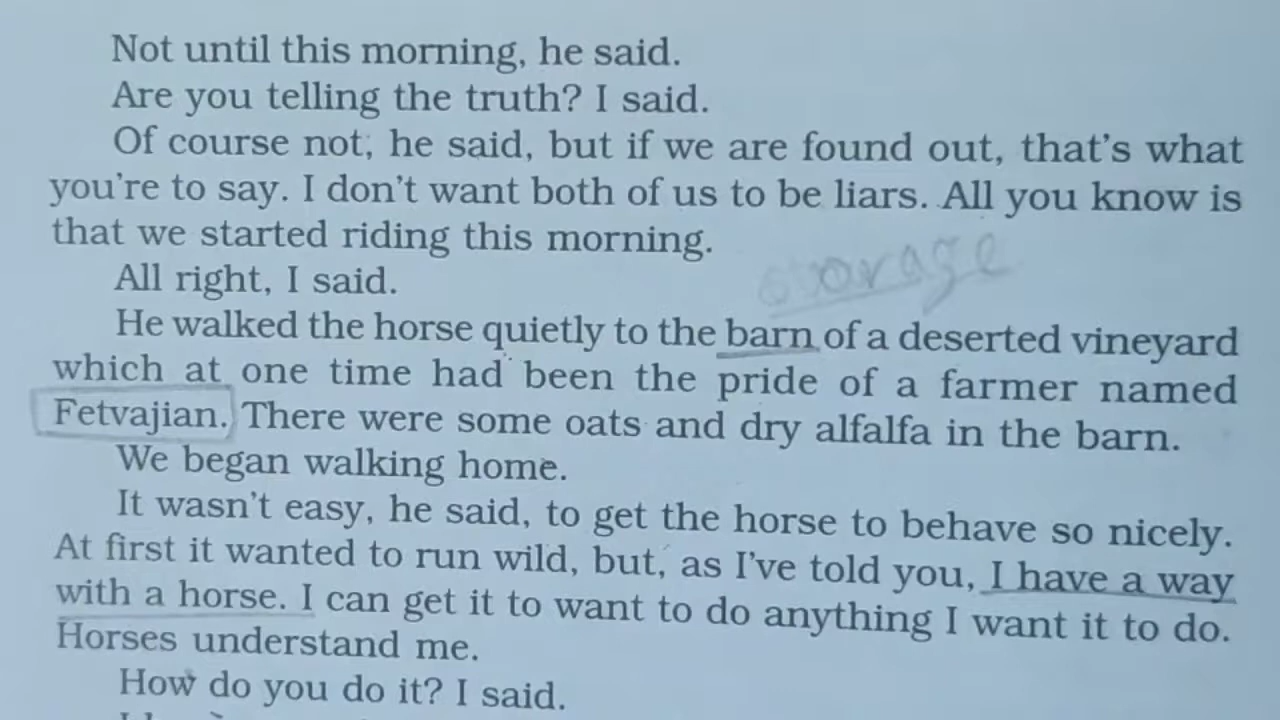 Not until this morning, he said.
Are you telling the truth? I said.
Of course not, he said, but if we are found out, that's what
you're to say. I don't want both of us to be liars. All you know is
that we started riding this morning.
All right, I said.
He walked the horse quietly to the barn of a deserted vineyard
which at one time had been the pride of a farmer named
Fetvajian. There were some oats and dry alfalfa in the barn.
We began walking home.
It wasn't easy, he said, to get the horse to behave so nicely.
At first it wanted to run wild, but, as I've told you, I have a way
with a horse. I can get it to want to do anything I want it to do.
Horses understand me.
How do you do it? I said.